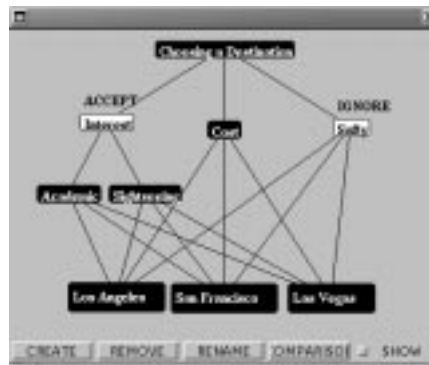 Choosing a Destination
ACCEPT
IGNORE
Interest
Cost
Academic
Sightseeing
Los Angeles
San Francisco
Las Vegas
CREATE
REMOVE
RENAME
OMPARISO
SHOW